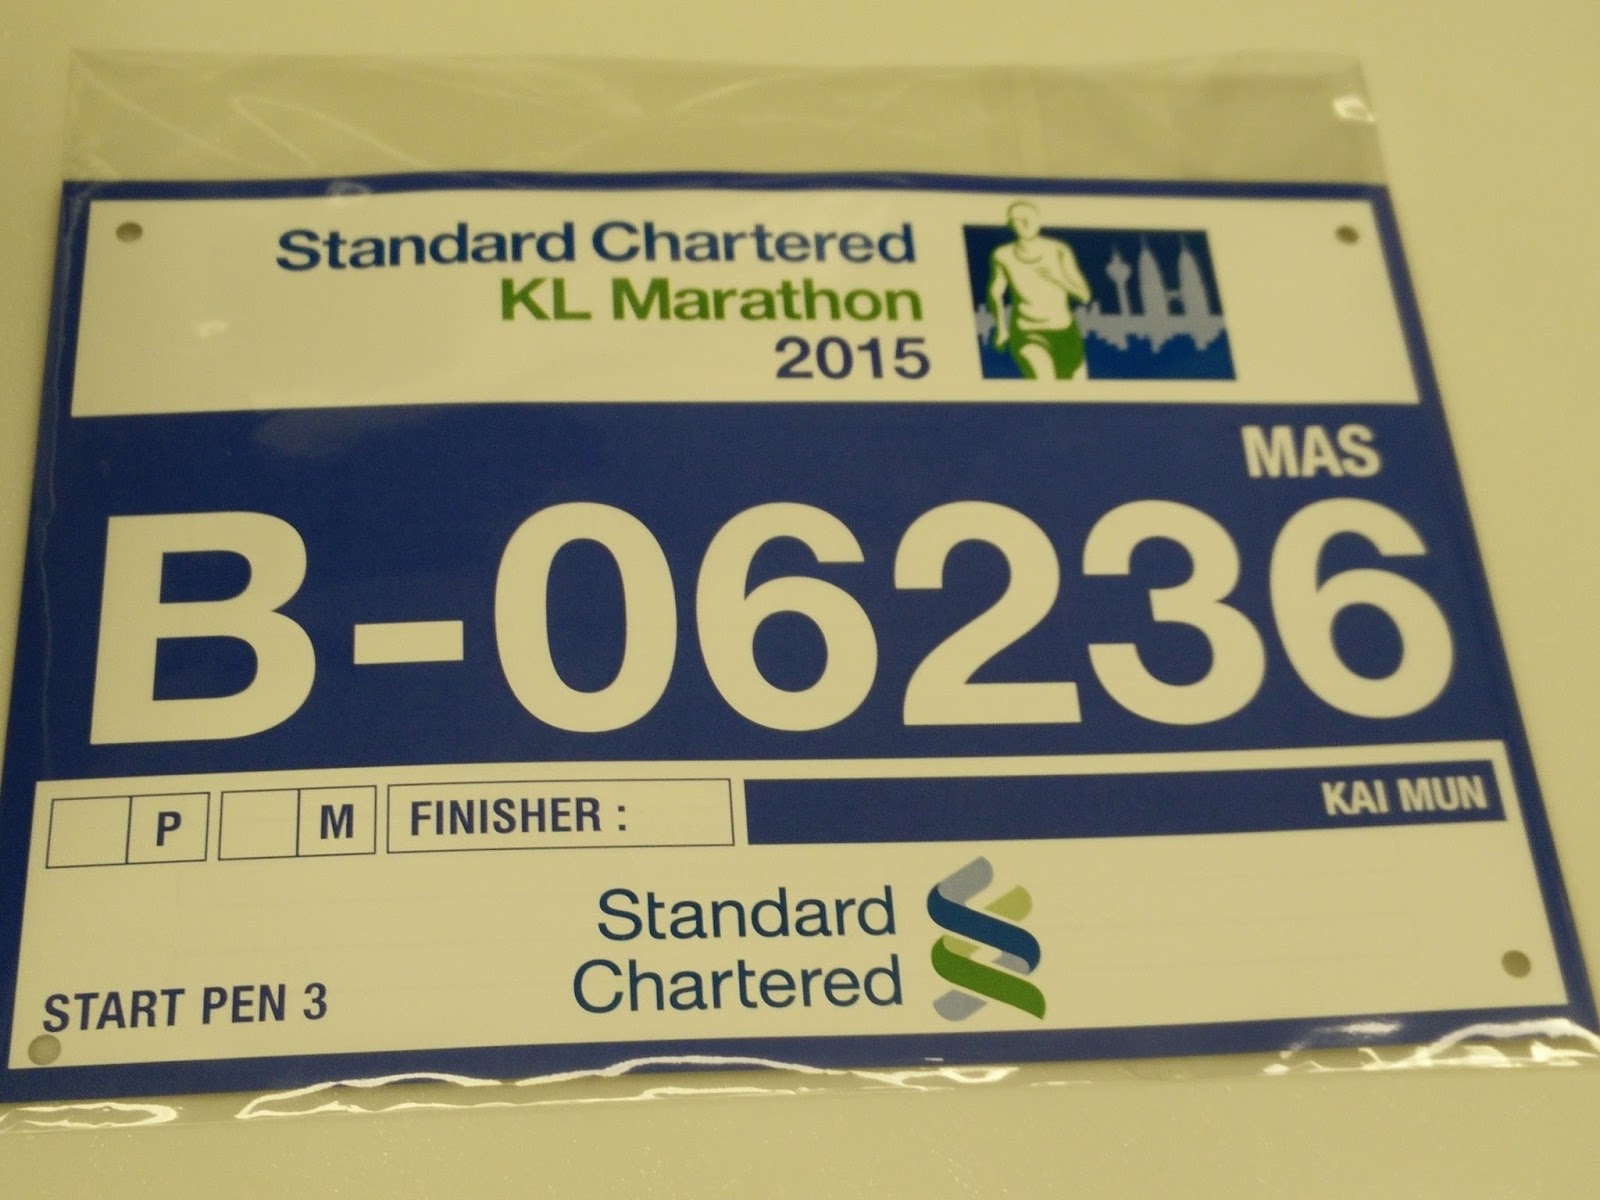 Standard Chartered
KL Marathon
2015
MAS
B-06236
P M FINISHER : KAI MUN
Standard
Chartered
START PEN 3